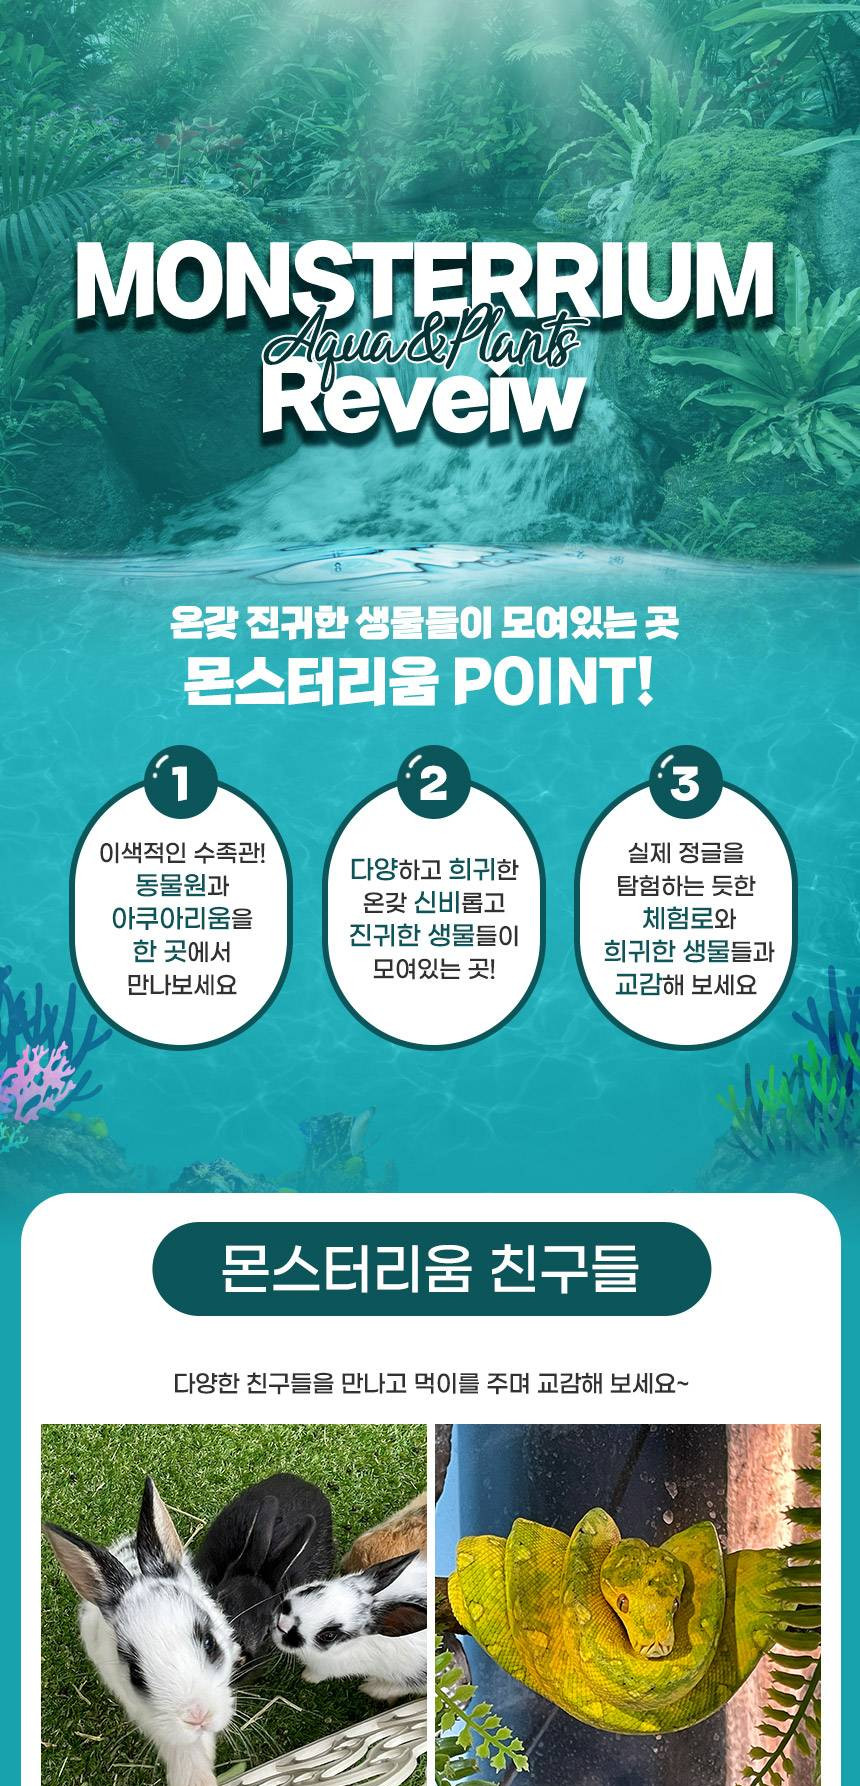 MONSTERRIUM
Aqua&Plants
Reveiw
온갖 진귀한 생물들이 모여있는 곳
몬스터리움 POINT!
1
이색적인 수족관!
동물원과
아쿠아리움을
한 곳에서
만나보세요
2
다양하고 희귀한
온갖 신비롭고
진귀한 생물들이
모여있는 곳!
3
실제 정글을
탐험하는 듯한
체험로와
희귀한 생물들과
교감해 보세요
몬스터리움 친구들
다양한 친구들을 만나고 먹이를 주며 교감해 보세요~